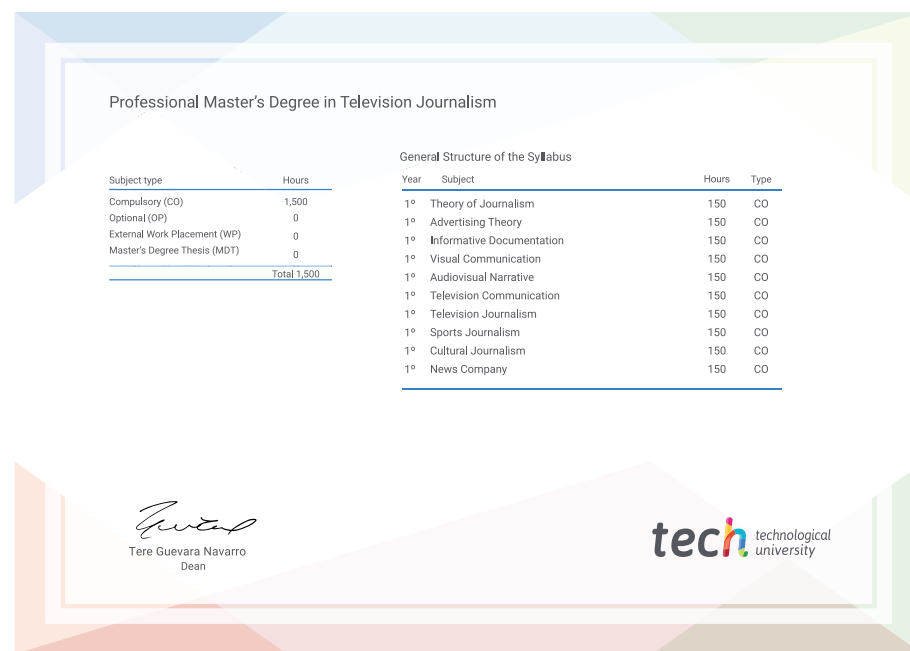 Professional Master's Degree in Television Journalism
General Structure of the Syllabus
Subject type Hours
Compulsory (CO) 1,500
Optional (OP) 0
External Work Placement (WP) 0
Master's Degree Thesis (MDT) 0
Total 1,500
Year Subject Hours Type
1º Theory of Journalism 150 CO
1º Advertising Theory 150 CO
1º Informative Documentation 150 CO
1º Visual Communication 150 CO
1º Audiovisual Narrative 150 CO
1º Television Communication 150 CO
1º Television Journalism 150 CO
1º Sports Journalism 150 CO
1º Cultural Journalism 150 CO
1º News Company 150 CO
Tere Guevara Navarro
Dean
tech technological
university